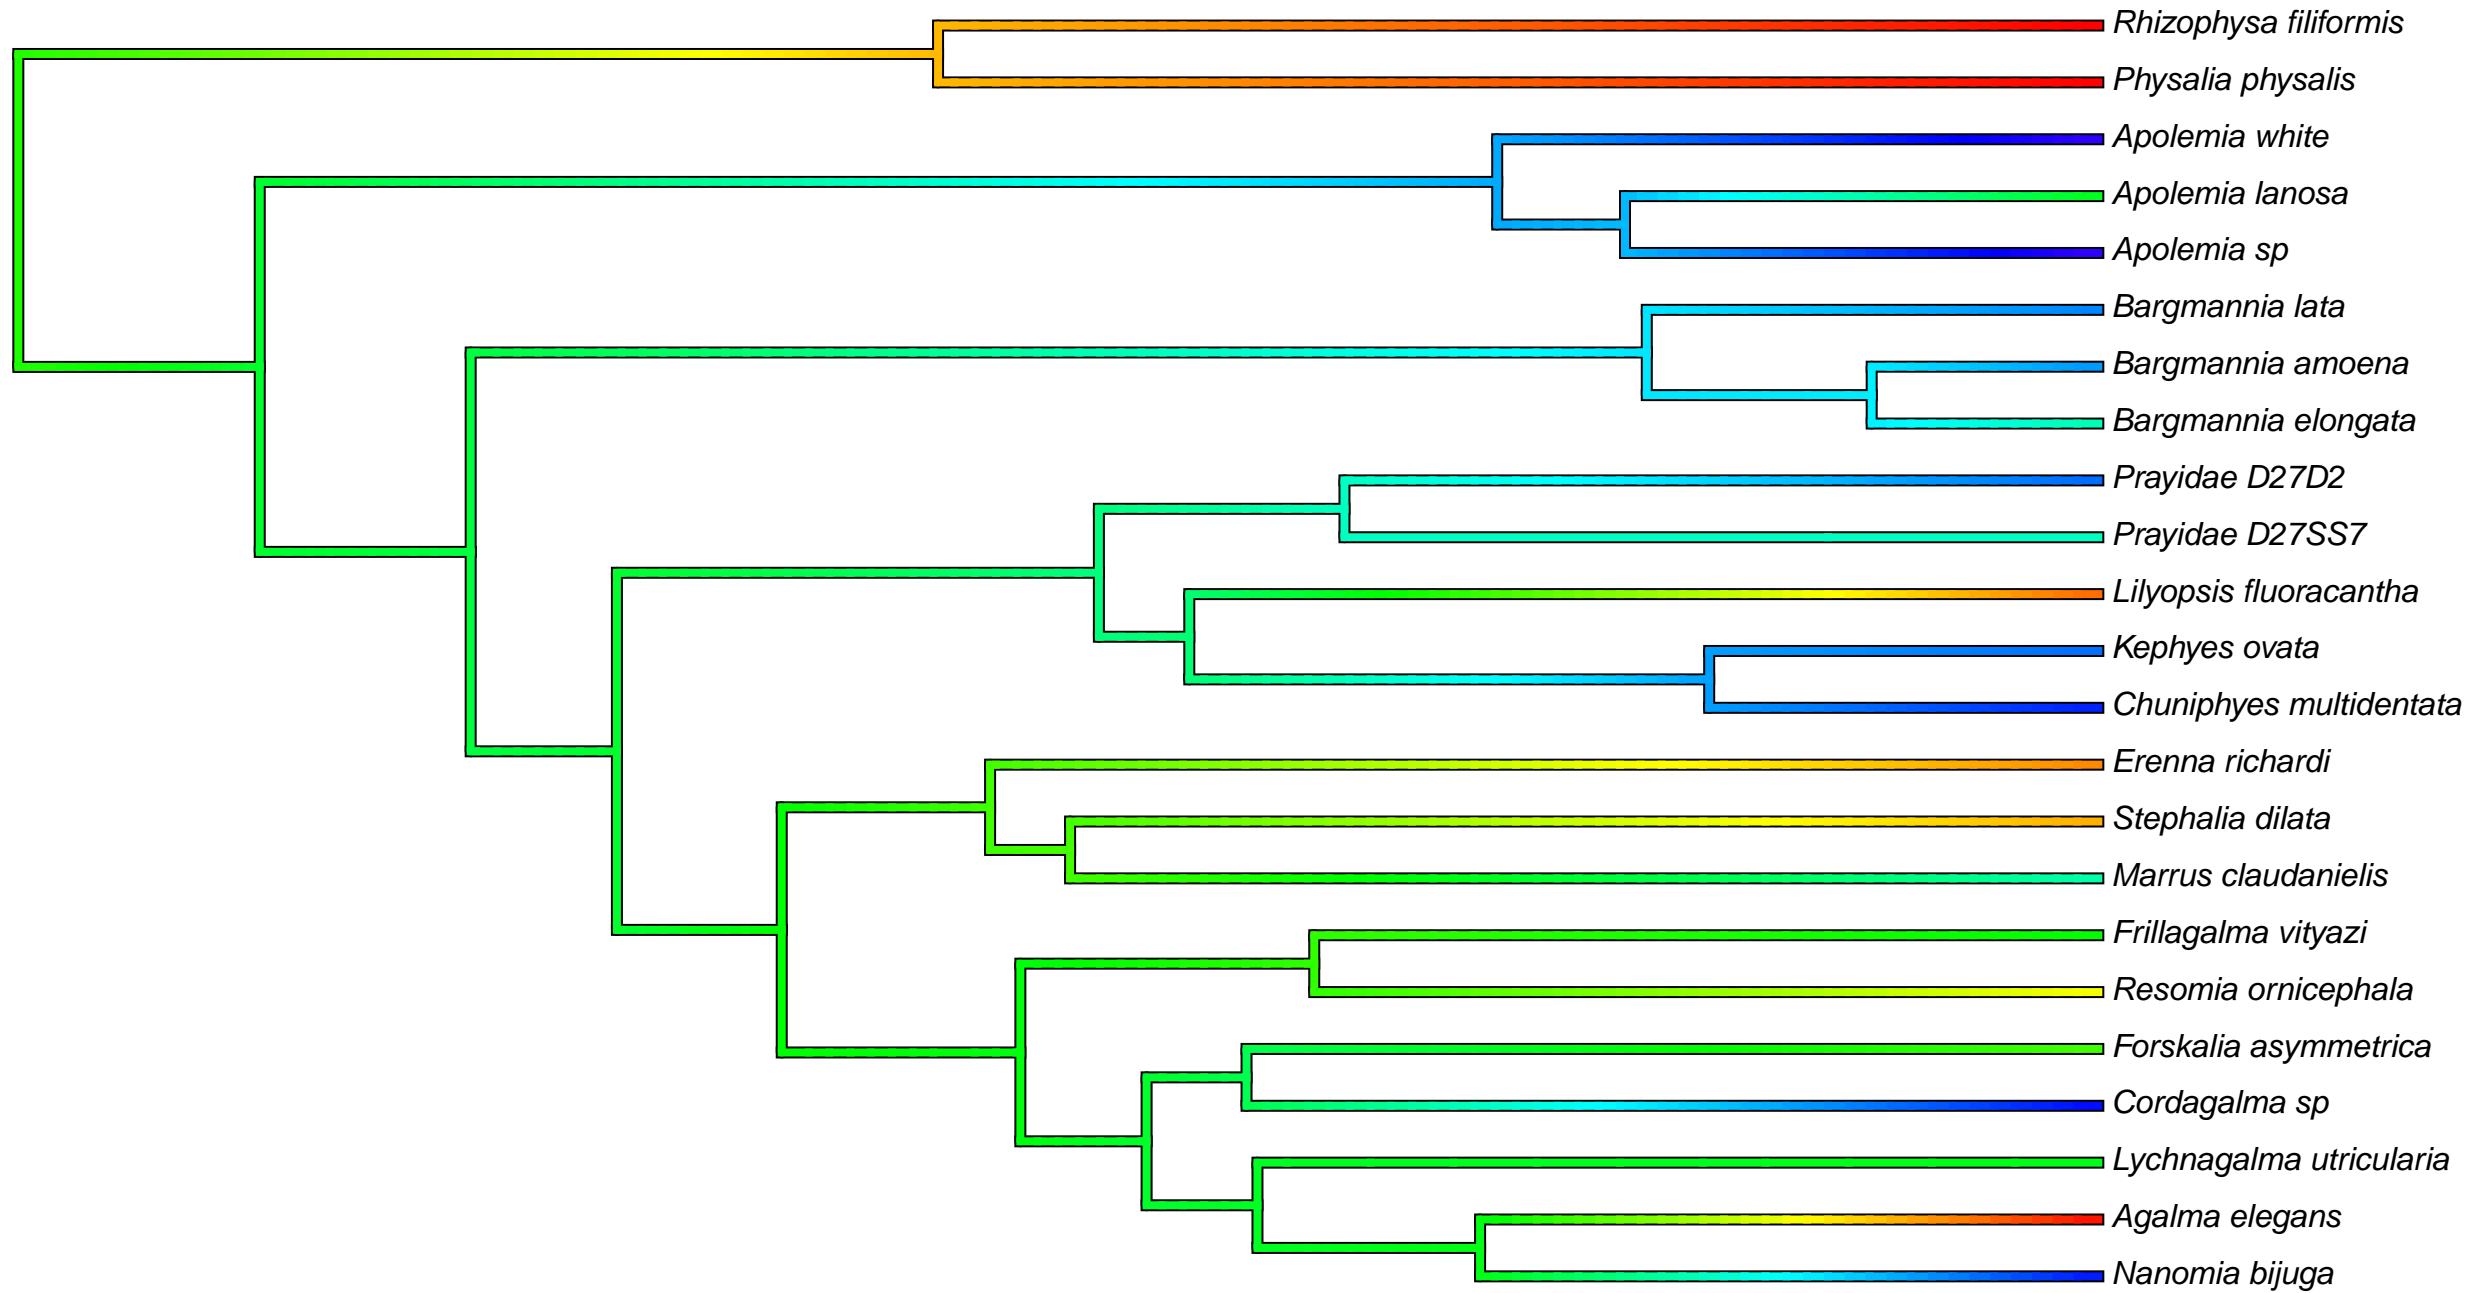 Rhizophysa filiformis
Physalia physalis
Apolemia white
Apolemia lanosa
Apolemia sp
Bargmannia lata
Bargmannia amoena
Bargmannia elongata
Prayidae D27D2
Prayidae D27SS7
Lilyopsis fluoracantha
Kephyes ovata
Chuniphyes multidentata
Erenna richardi
Stephalia dilata
Marrus claudanielis
Frillagalma vityazi
Resomia ornicephala
Forskalia asymmetrica
Cordagalma sp
Lychnagalma utricularia
Agalma elegans
Nanomia bijuga